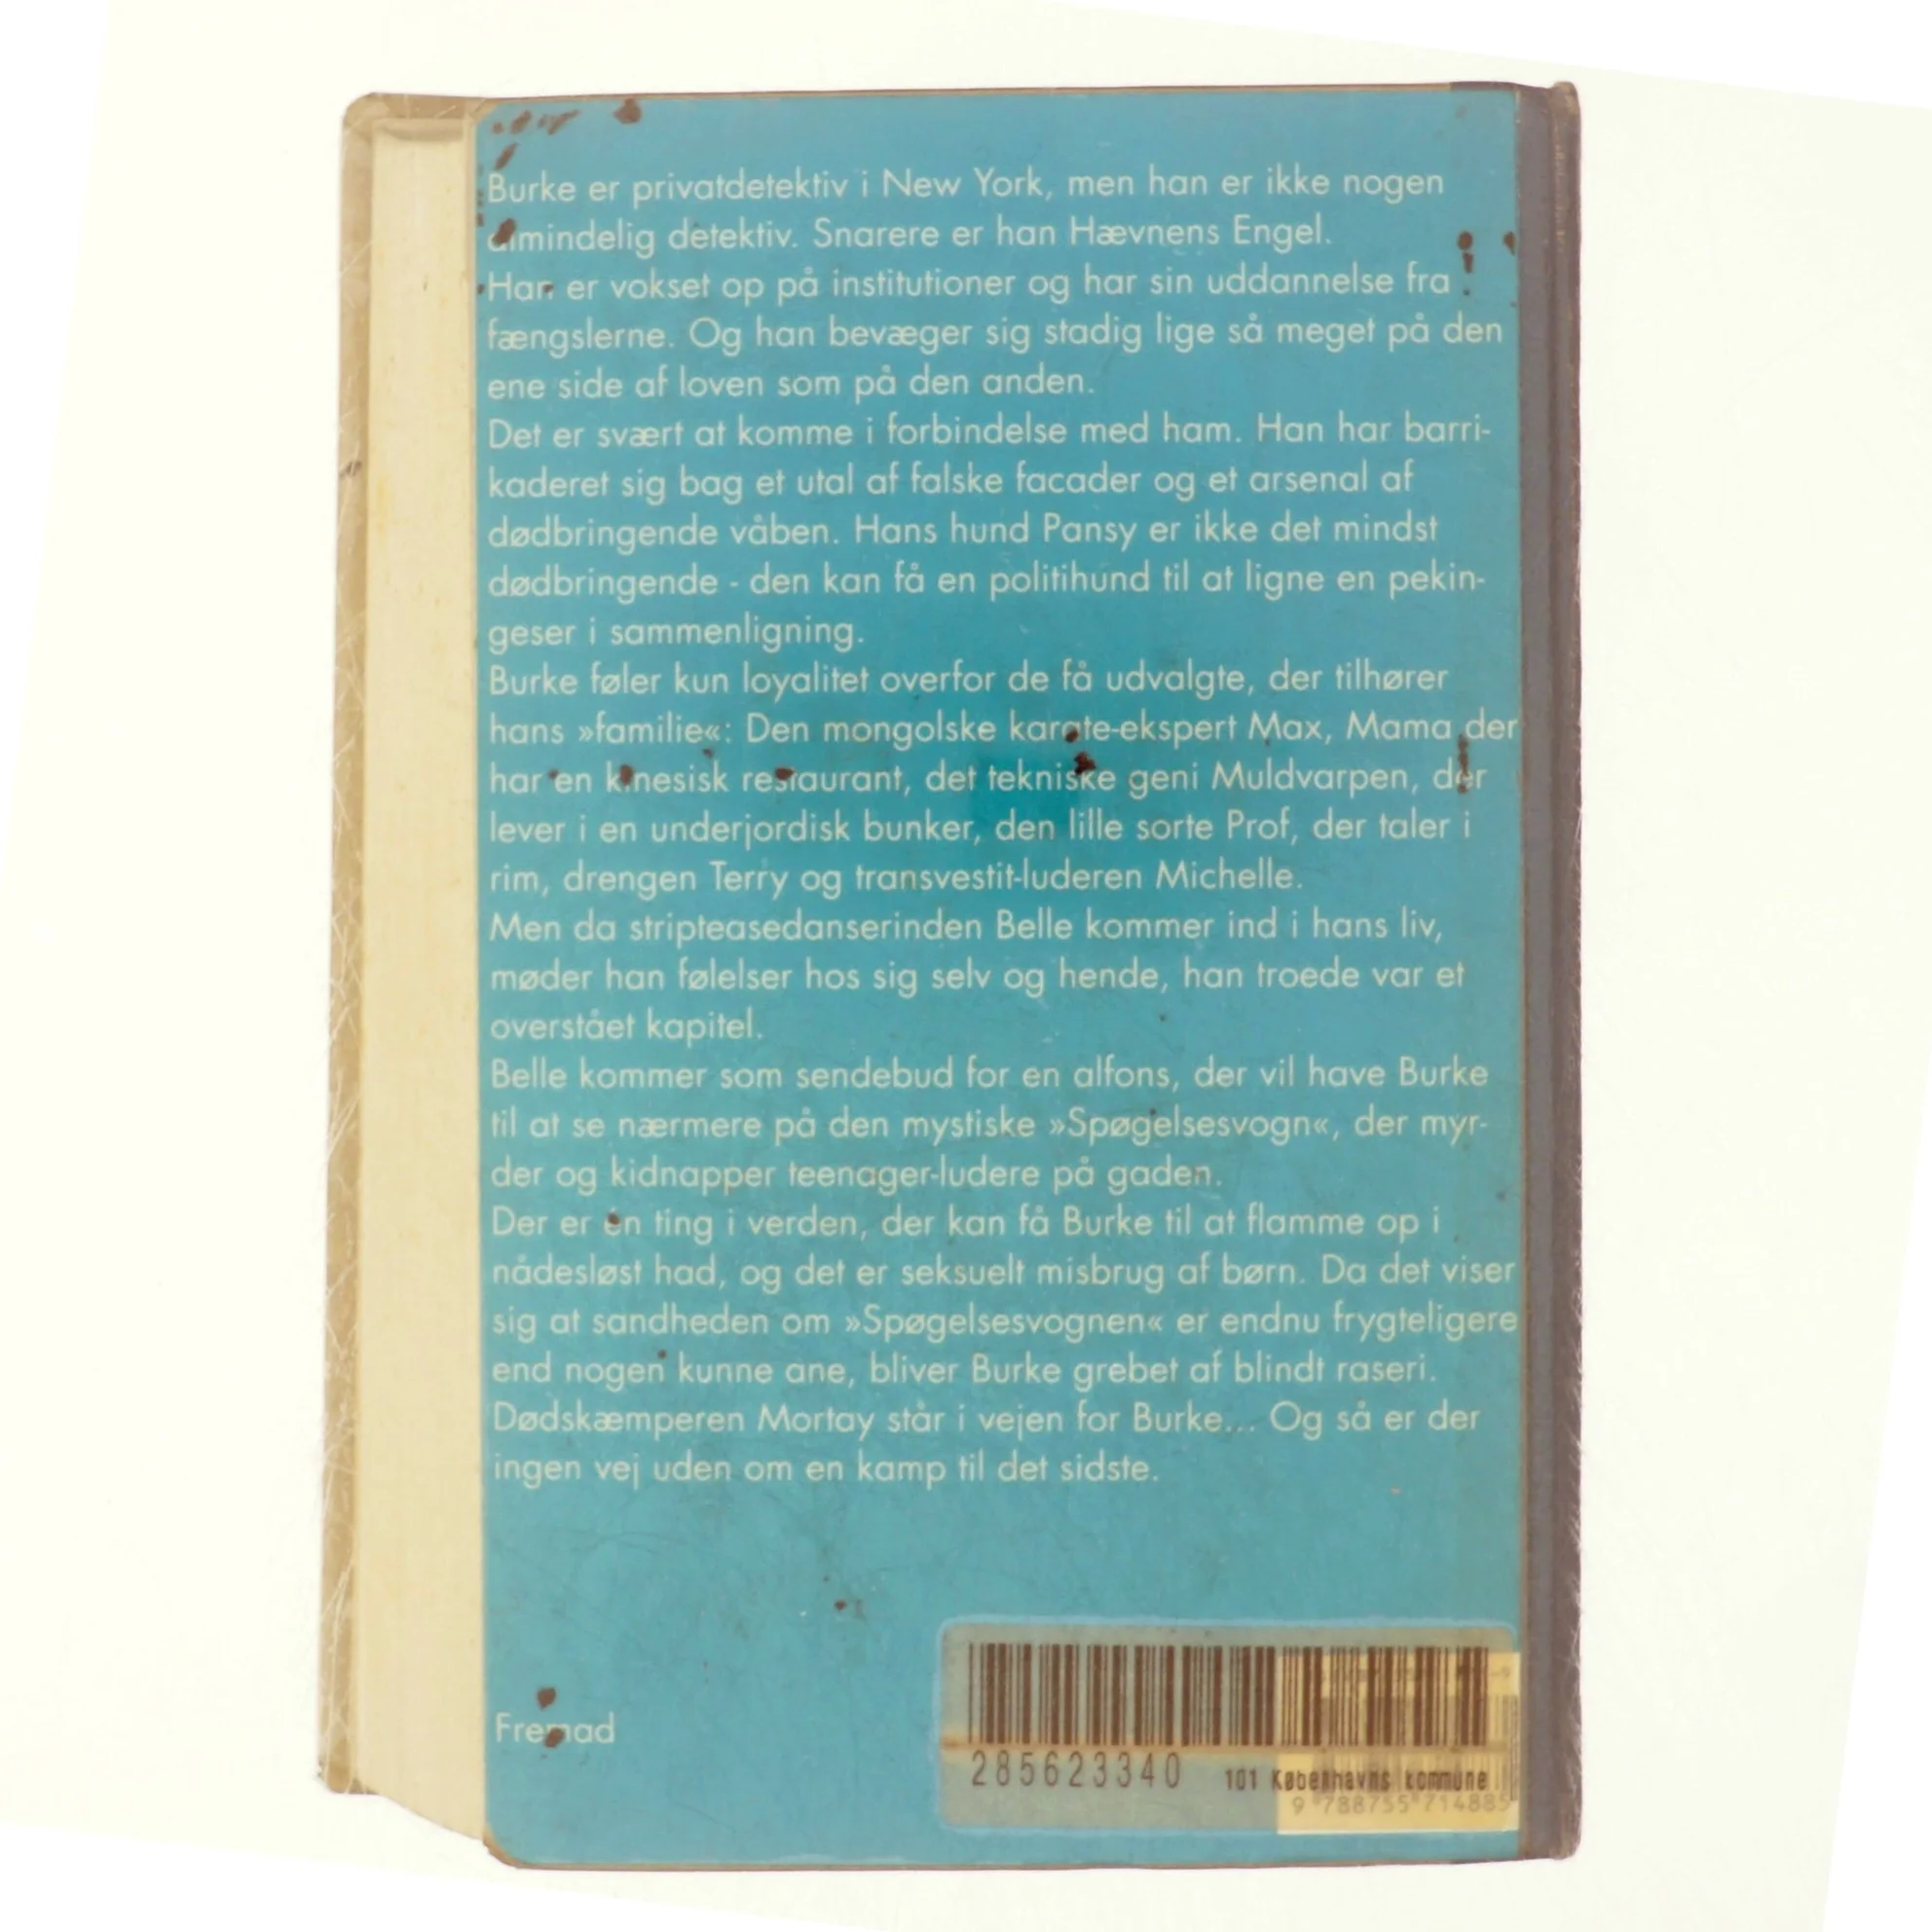 Burke er privatdetektiv i New York, men han er ikke nogen
almindelig detektiv. Snarere er han Hævnens Engel.
Han er vokset op på institutioner og har sin uddannelse fra
fængslerne. Og han bevæger sig stadig lige så meget på den
ene side af loven som på den anden.
Det er svært at komme i forbindelse med ham. Han har barri-
kaderet sig bag et utal af falske facader og et arsenal af
dødbringende våben. Hans hund Pansy er ikke det mindst
dødbringende - den kan få en politihund til at ligne en pekin-
geser i sammenligning.
Burke føler kun loyalitet overfor de få udvalgte, der tilhører
hans »familie«: Den mongolske karate-ekspert Max, Mama der
har en kinesisk restaurant, det tekniske geni Muldvarpen, der
lever i en underjordisk bunker, den lille sorte Prof, der taler i
rim, drengen Terry og transvestit-luderen Michelle.
Men da stripteasedanserinden Belle kommer ind i hans liv,
møder han følelser hos sig selv og hende, han troede var et
overstået kapitel.
Belle kommer som sendebud for en alfons, der vil have Burke
til at se nærmere på den mystiske »Spøgelsesvogn«, der myr-
der og kidnapper teenager-ludere på gaden.
Der er én ting i verden, der kan få Burke til at flamme op i
nådesløst had, og det er seksuelt misbrug af børn. Da det viser
sig at sandheden om »Spøgelsesvognen« er endnu frygteligere
end nogen kunne ane, bliver Burke grebet af blindt raseri.
Dødskæmperen Mortay står i vejen for Burke... Og så er der
ingen vej uden om en kamp til det sidste.
Fremad
285623340 101 Københavns kommune
9 788755 714885